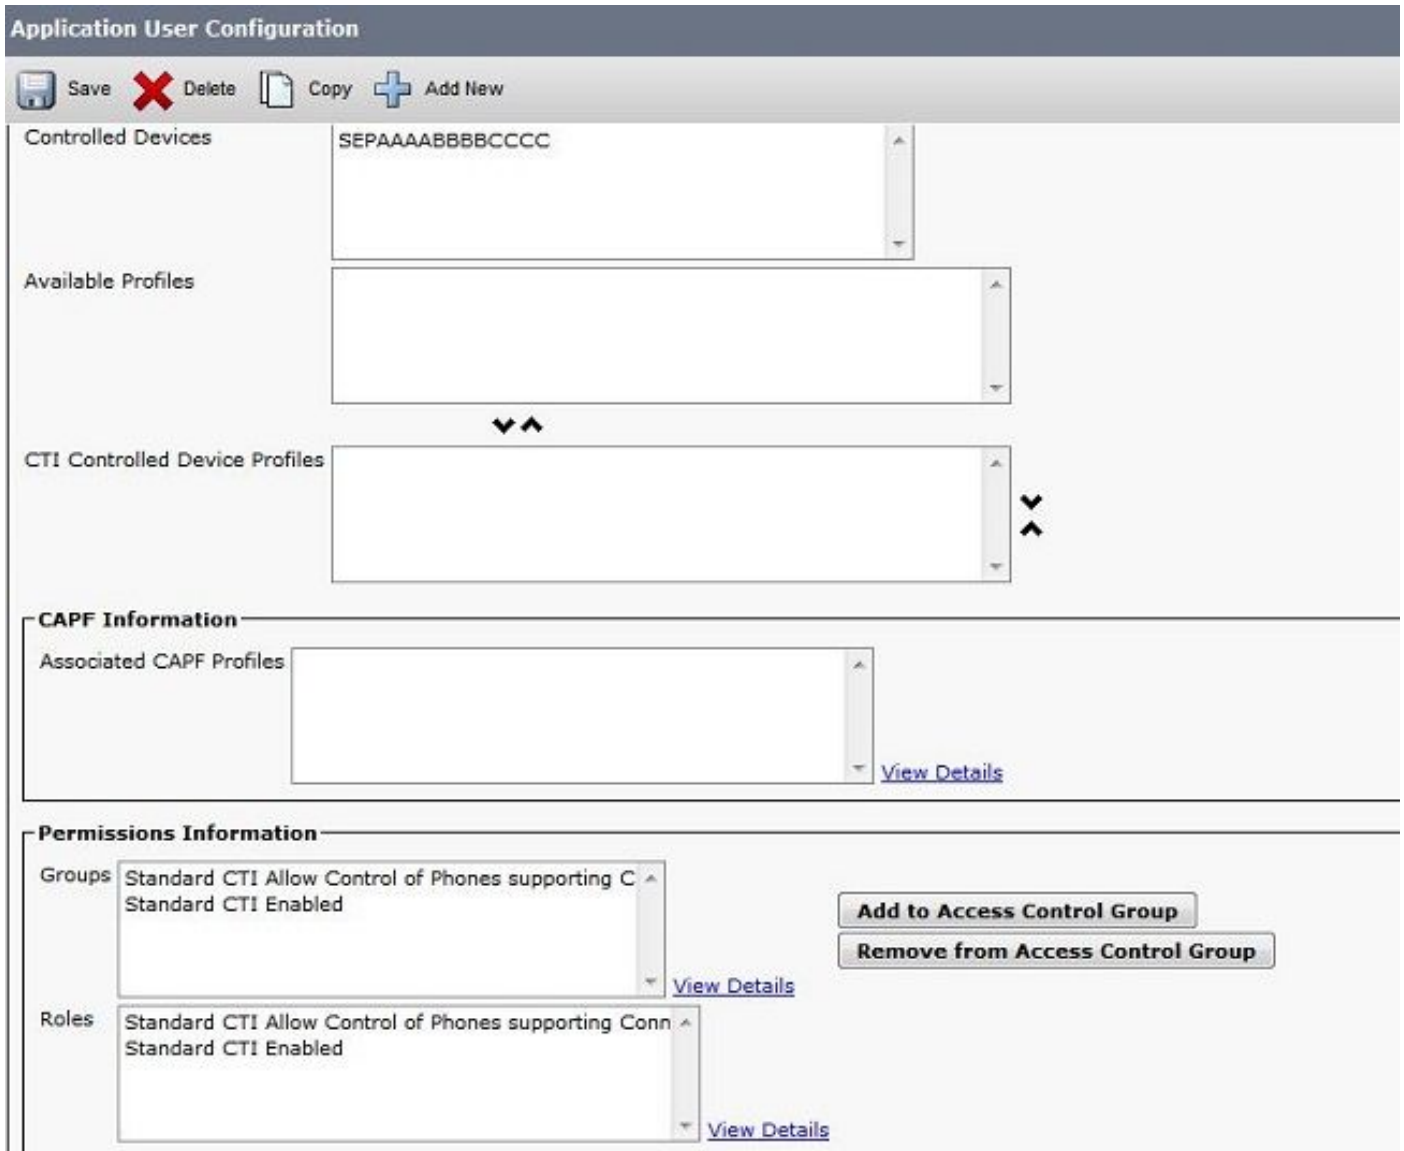 Application User Configuration
Save Delete Copy Add New
Controlled Devices SEPAAAABBBBCCCC
Available Profiles
CTI Controlled Device Profiles
CAPF Information
Associated CAPF Profiles
View Details
Permissions Information
Groups Standard CTI Allow Control of Phones supporting C
Standard CTI Enabled
Add to Access Control Group
Remove from Access Control Group
View Details
Roles Standard CTI Allow Control of Phones supporting Conn
Standard CTI Enabled
View Details